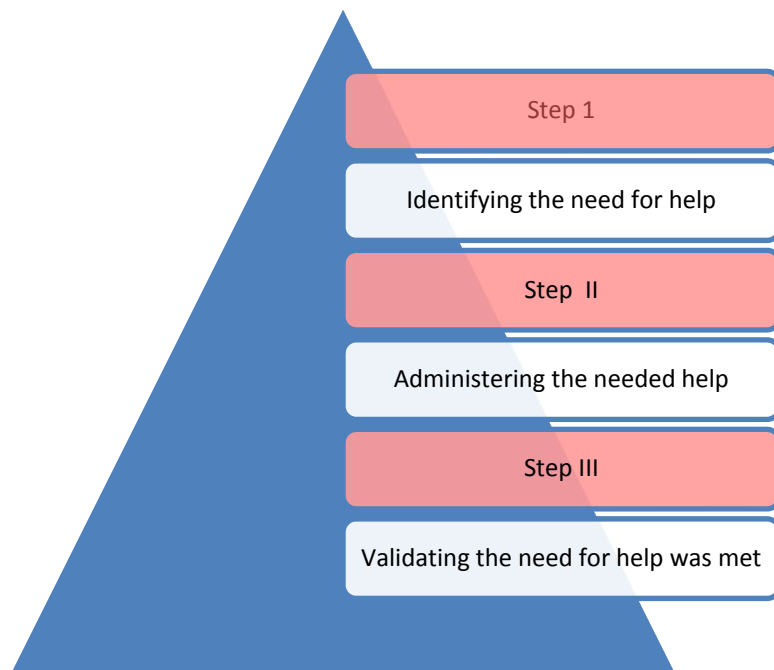 Step 1
Identifying the need for help
Step  II
Administering the needed help
Step III
Validating the need for help was met